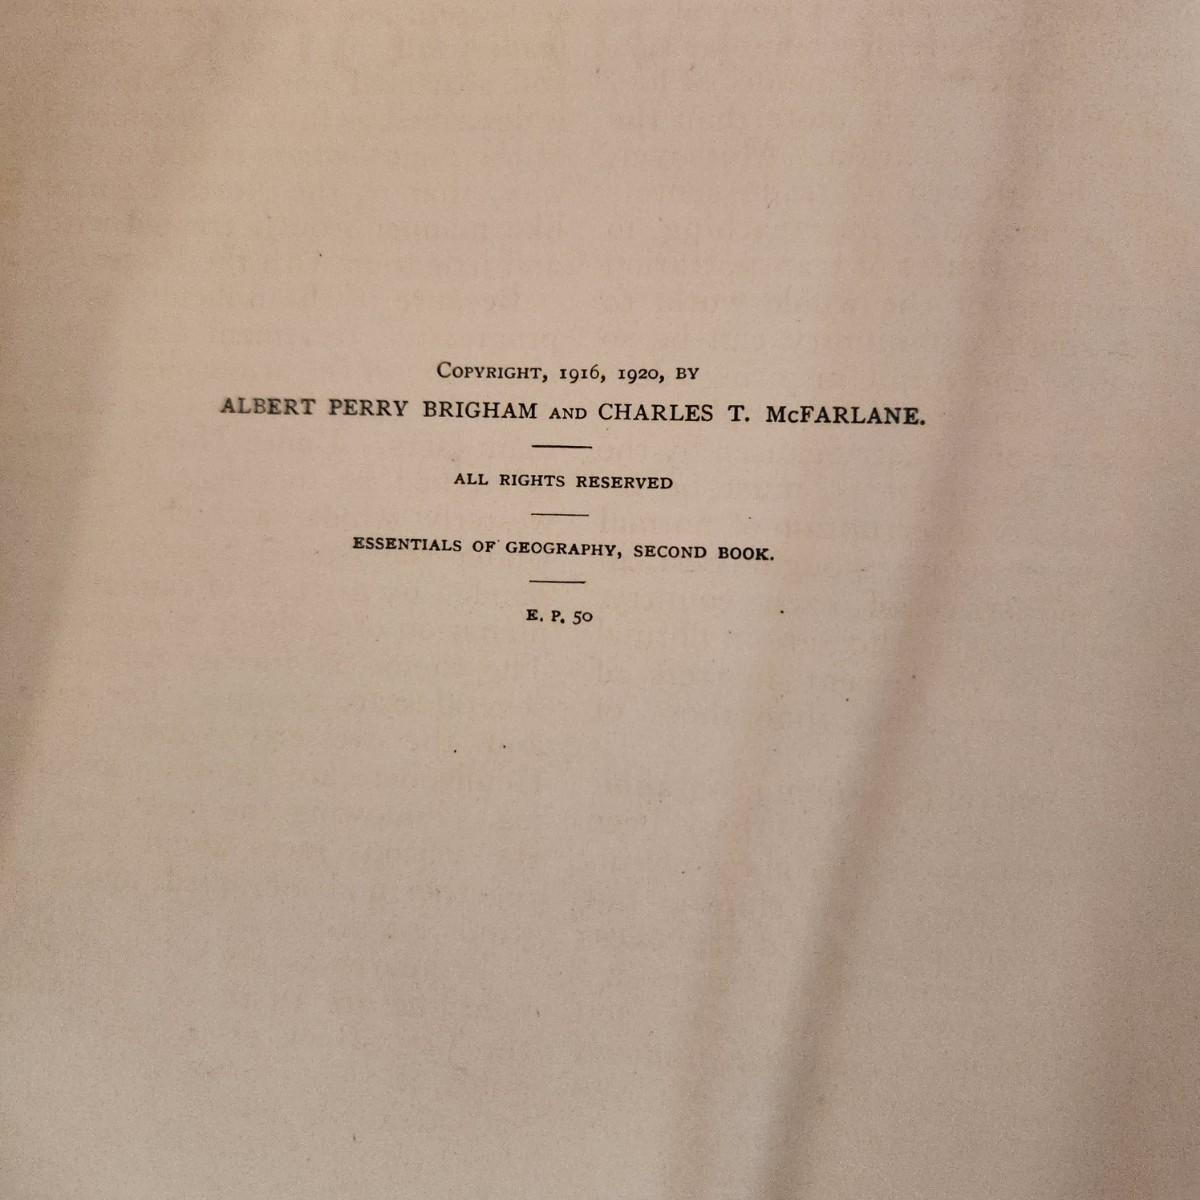 Copyright, 1916, 1920, by
ALBERT PERRY BRIGHAM AND CHARLES T. McFARLANE.
ALL RIGHTS RESERVED
ESSENTIALS OF GEOGRAPHY, SECOND BOOK.
E. P. 50